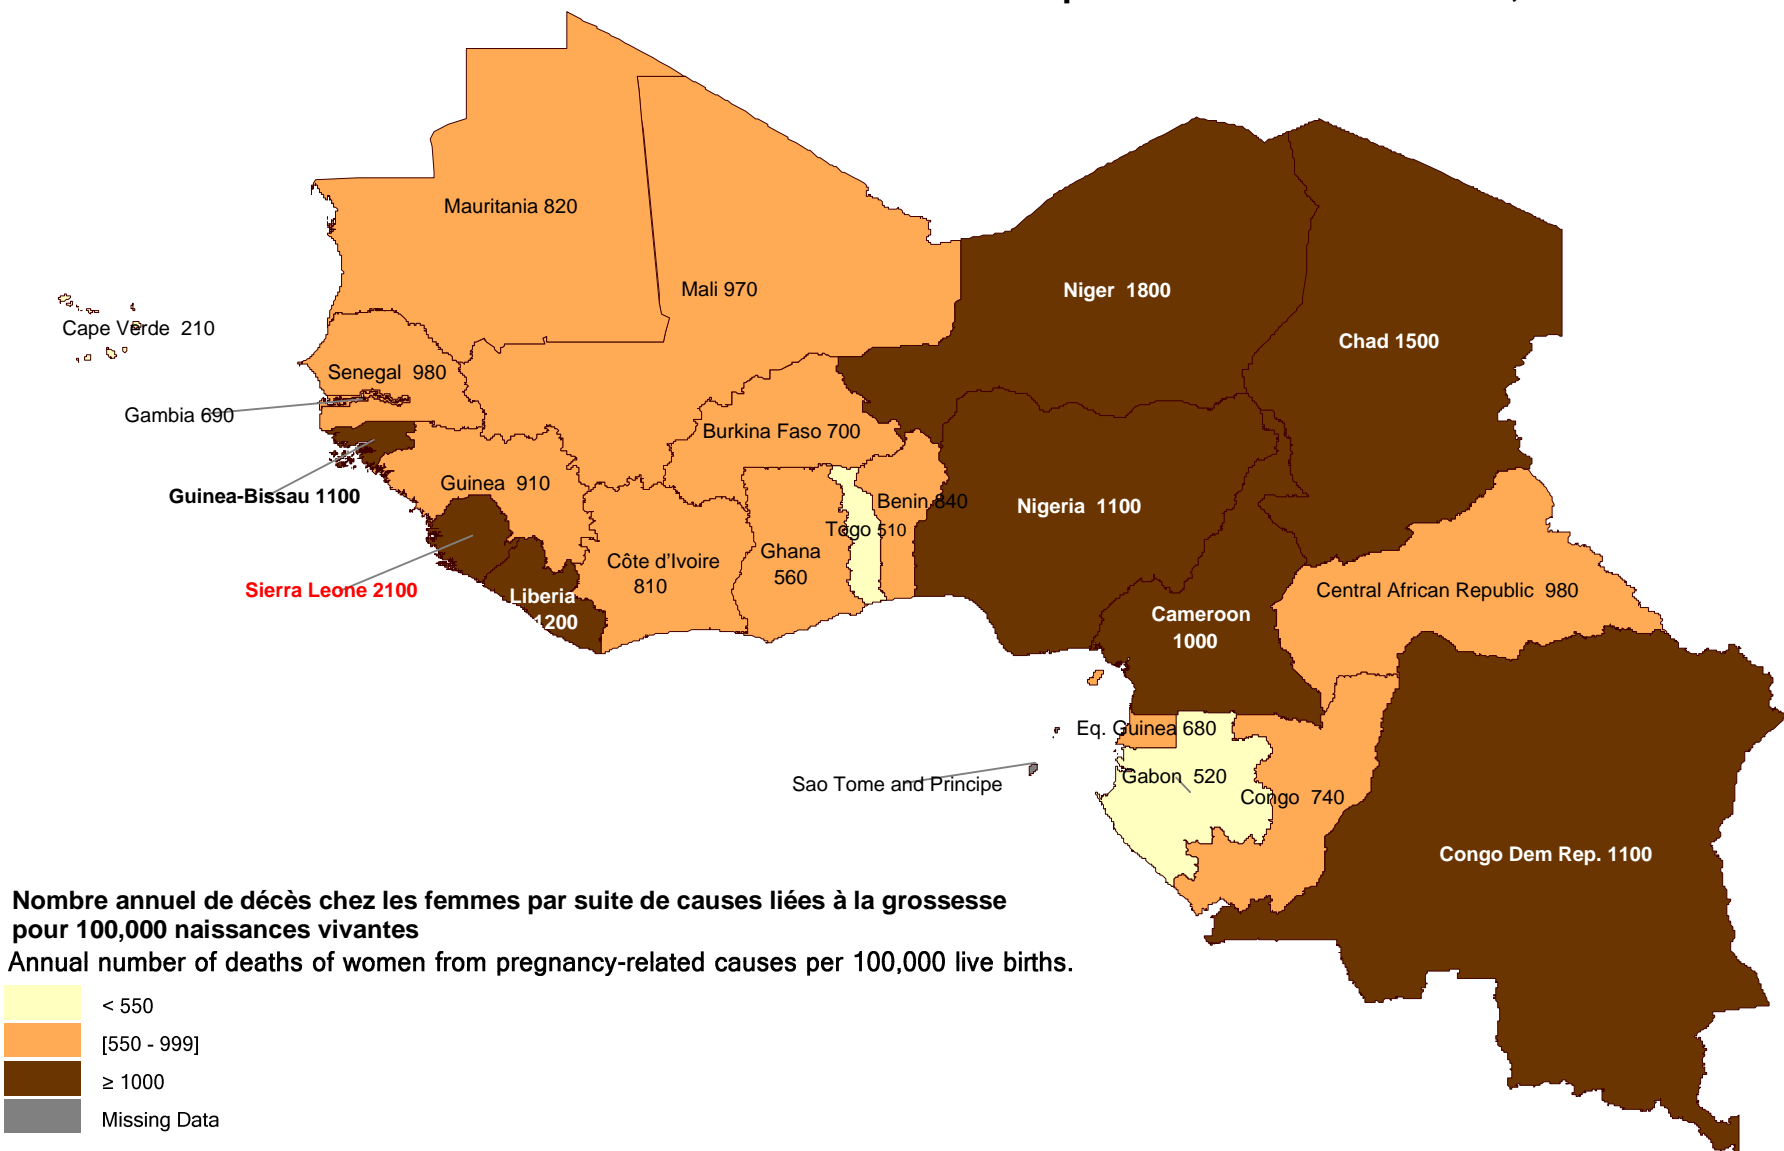 Mauritania 820
Mali 970
Niger 1800
Chad 1500
Cape Verde 210
Senegal 980
Gambia 690
Burkina Faso 700
Guinea 910
Guinea-Bissau 1100
Benin 840
Nigeria 1100
Togo 510
Ghana
560
Côte d'Ivoire
810
Sierra Leone 2100
Liberia
1200
Central African Republic 980
Cameroon
1000
Eq. Guinea 680
Sao Tome and Principe
Gabon 520
Congo 740
Congo Dem Rep. 1100
Nombre annuel de décès chez les femmes par suite de causes liées à la grossesse
pour 100,000 naissances vivantes
Annual number of deaths of women from pregnancy-related causes per 100,000 live births.
< 550
[550 - 999]
≥ 1000
Missing Data